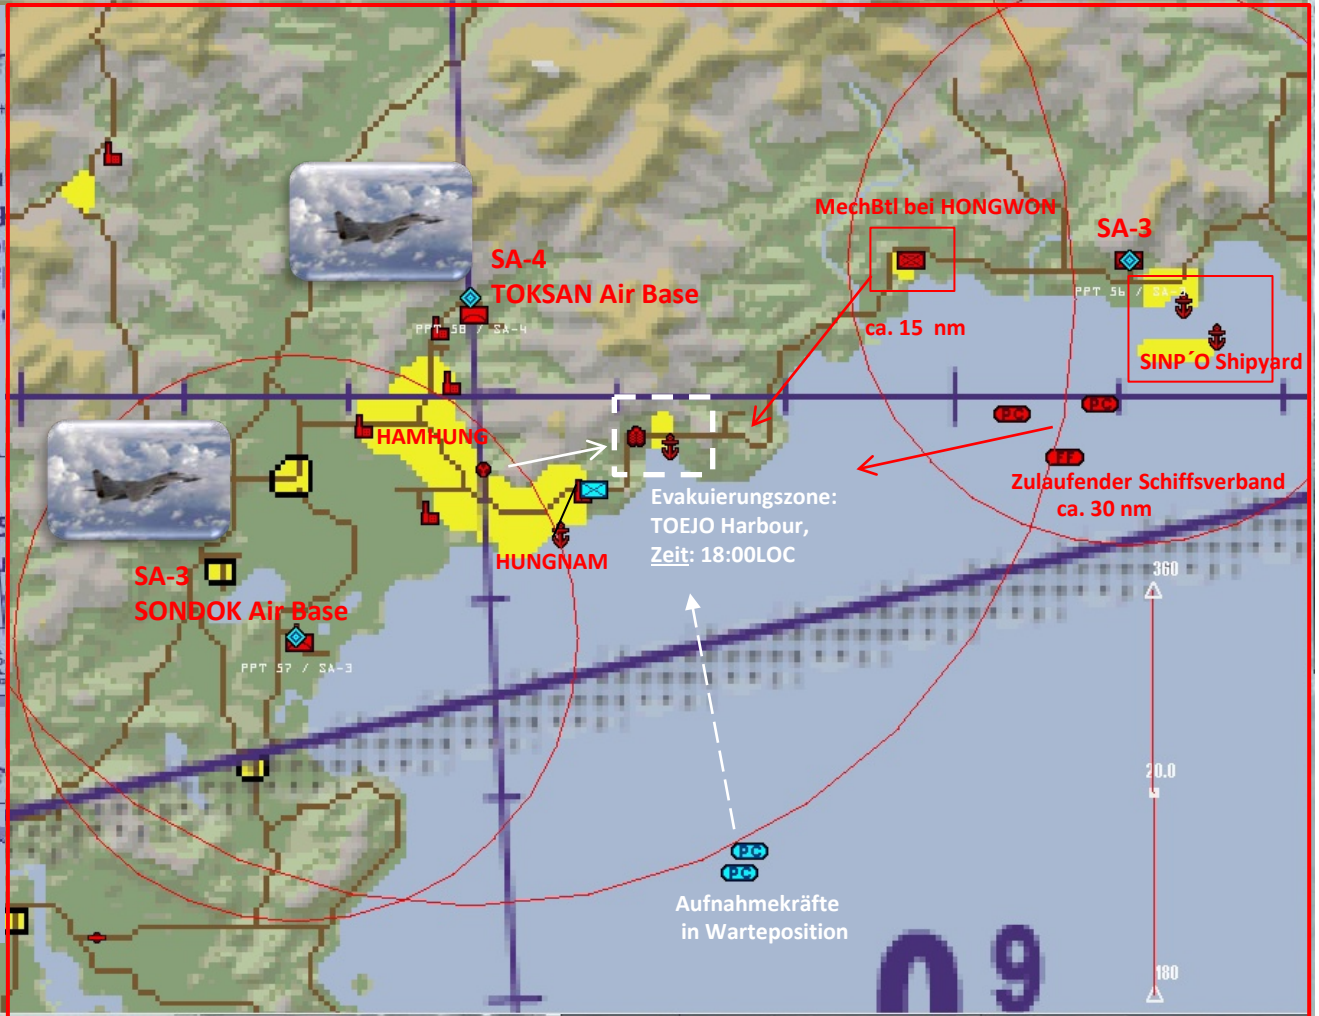 MechBtl bei HONGWON
SA-3
SA-4
TOKSAN Air Base
PPT 56 / SA-3
PPT 58 / SA-4
ca. 15 nm
SINP´O Shipyard
PC
PC
HAMHUNG
FF
Zulaufender Schiffsverband
ca. 30 nm
Evakuierungszone:
TOEJO Harbour,
Zeit: 18:00LOC
HUNGNAM
SA-3
SONDOK Air Base
PPT 57 / SA-3
360
20.0
PC
PC
Aufnahmekräfte
in Warteposition
09
180